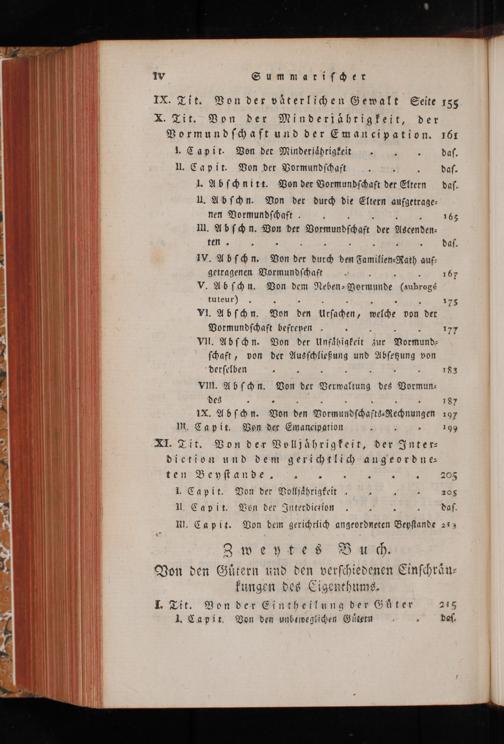 IV Summarischer
IX. Tit. Von der väterlichen Gewalt Seite 155
X. Tit. Von der Minderjährigkeit, der
Vormundschaft und der Emancipation. 161
I. Capit. Von der Minderjährigkeit . . . das.
II. Capit. Von der Vormundschaft . . . das.
I. Abschnitt. Von der Vormundschaft der Eltern das.
II. Abschn. Von der durch die Eltern aufgetrage-
nen Vormundschaft . . . . . . 165
III. Abschn. Von der Vormundschaft der Ascenden-
ten . . . . . . . . das.
IV. Abschn. Von der durch den Familien-Rath auf-
getragenen Vormundschaft . . . . 167
V. Abschn. Von dem Neben-Vormunde (subrogé
tuteur) . . . . . . . 175
VI. Abschn. Von den Ursachen, welche von der
Vormundschaft befreyen . . . . . 177
VII. Abschn. Von der Unfähigkeit zur Vormund-
schaft, von der Ausschließung und Absetzung von
derselben . . . . . . . 183
VIII. Abschn. Von der Verwaltung des Vormun-
des . . . . . . . . 187
IX. Abschn. Von den Vormundschafts-Rechnungen 197
III. Capit. Von der Emancipation . . . 199
XI. Tit. Von der Volljährigkeit, der Inter-
diction und dem gerichtlich angeordne-
ten Beystande . . . . . . . 205
I. Capit. Von der Volljährigkeit . . . . 205
II. Capit. Von der Interdiction . . . . das.
III. Capit. Von dem gerichtlich angeordneten Beystande 213
Zweytes Buch.
Von den Gütern und den verschiedenen Einschrän-
kungen des Eigenthums.
I. Tit. Von der Eintheilung der Güter 215
I. Capit. Von den unbeweglichen Gütern . . das.